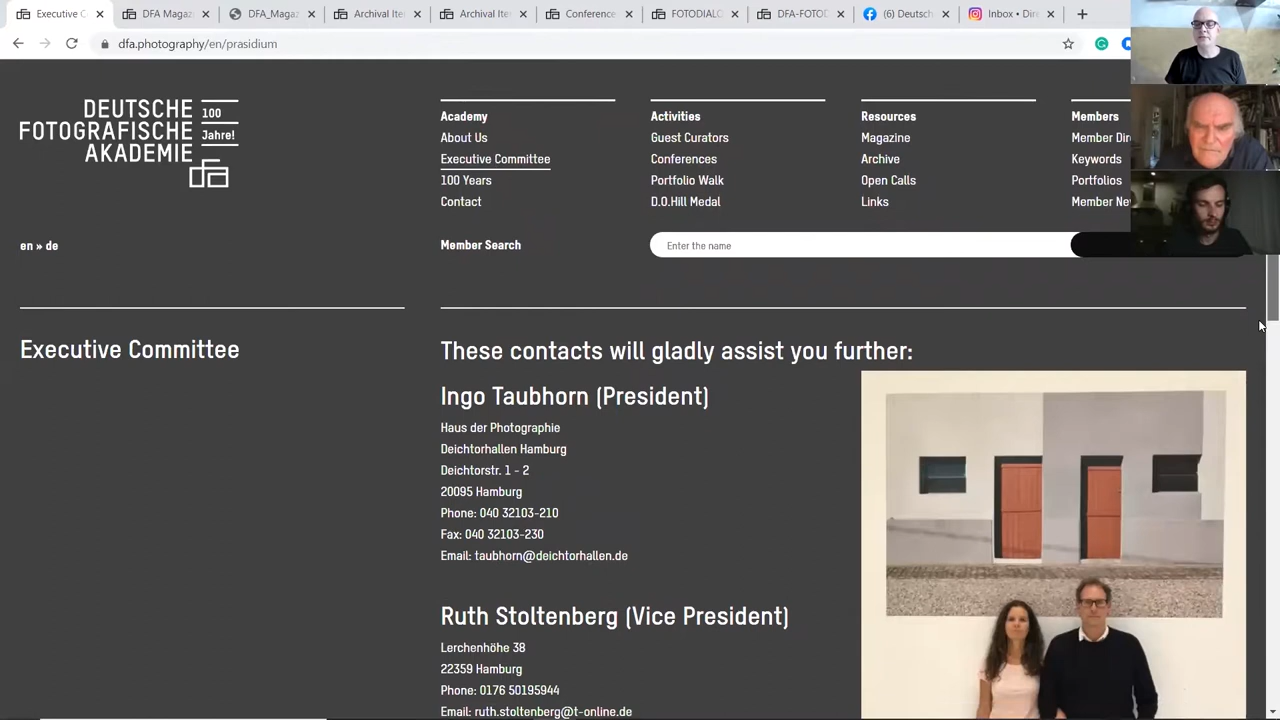 Executive C
DFA Magaz
DFA_Magaz
Archival Ite
Archival Ite
Conference
FOTODIALO
DFA-FOTOD
(6) Deutsch
Inbox • Dire
dfa.photography/en/prasidium
DEUTSCHE
FOTOGRAFISCHE
AKADEMIE
100
Jahre!
Academy
About Us
Executive Committee
100 Years
Contact
Activities
Guest Curators
Conferences
Portfolio Walk
D.O.Hill Medal
Resources
Magazine
Archive
Open Calls
Links
Members
Member Dir
Keywords
Portfolios
Member Ne
en » de
Member Search
Enter the name
Executive Committee
These contacts will gladly assist you further:
Ingo Taubhorn (President)
Haus der Photographie
Deichtorhallen Hamburg
Deichtorstr. 1 - 2
20095 Hamburg
Phone: 040 32103-210
Fax: 040 32103-230
Email: taubhorn@deichtorhallen.de
Ruth Stoltenberg (Vice President)
Lerchenhöhe 38
22359 Hamburg
Phone: 0176 50195944
Email: ruth.stoltenberg@t-online.de